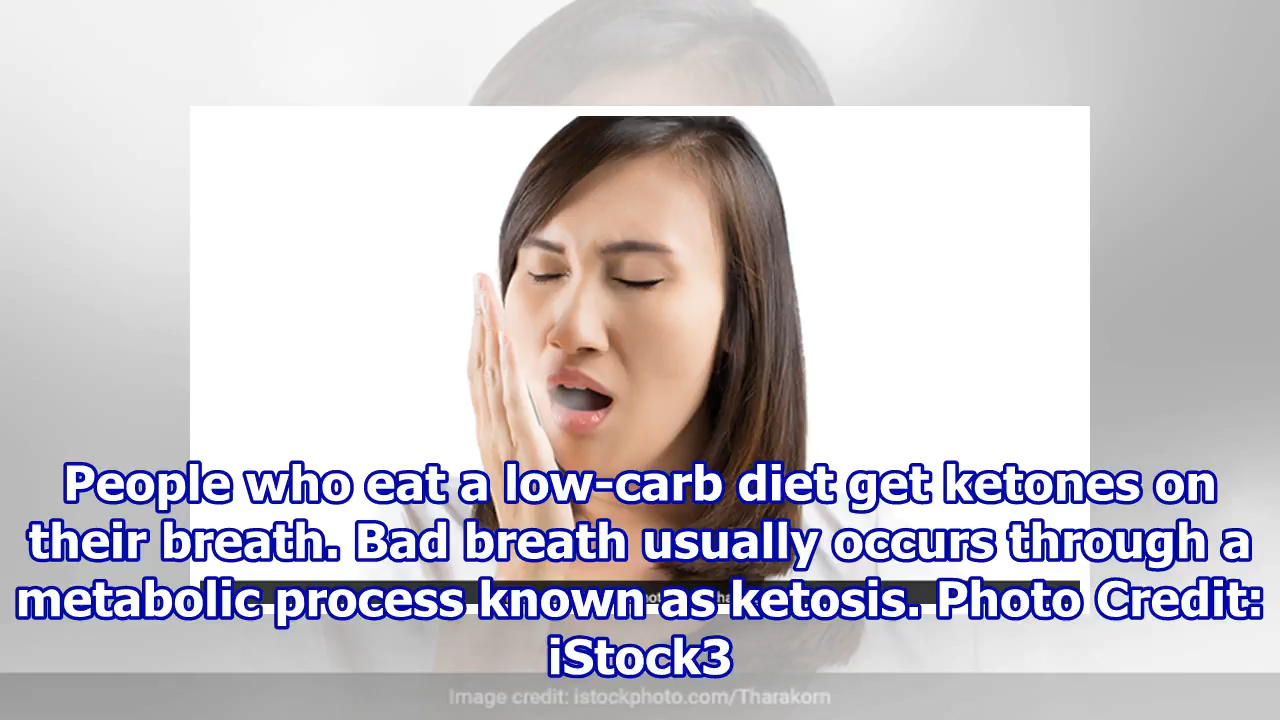 People who eat a low-carb diet get ketones on
their breath. Bad breath usually occurs through a
metabolic process known as ketosis. Photo Credit:
iStock3
Image credit: istockphoto.com/Tharakorn